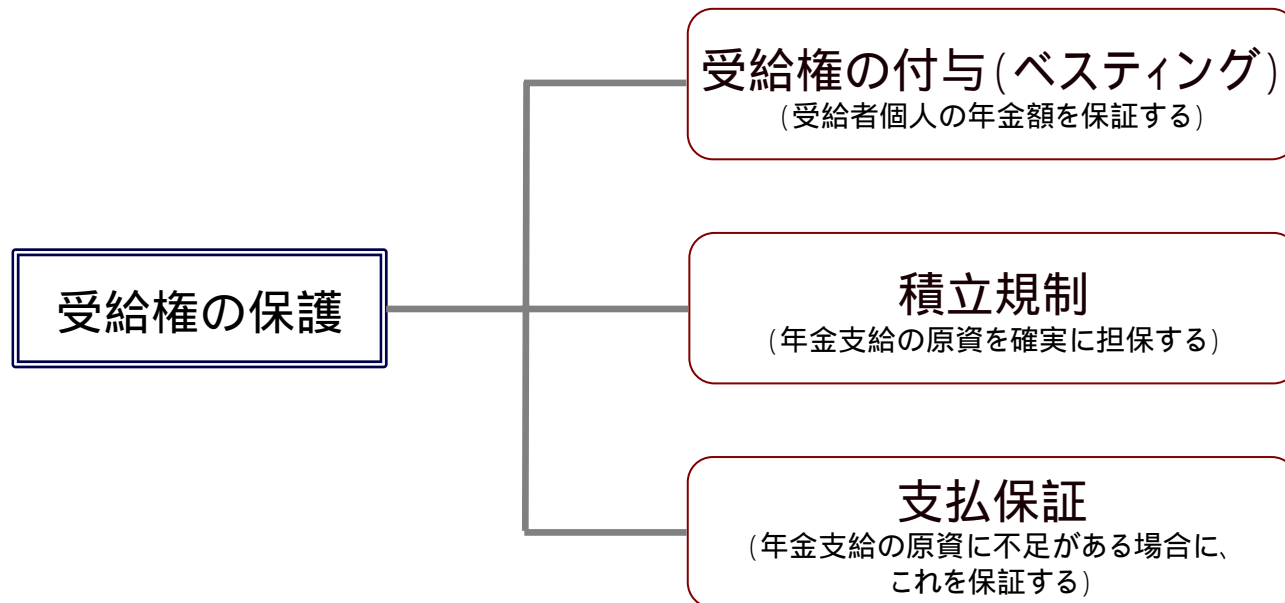 受給権の付与(ベスティング)
(受給者個人の年金額を保証する)
受給権の保護
積立規制
(年金支給の原資を確実に担保する)
支払保証
(年金支給の原資に不足がある場合に、
これを保証する)